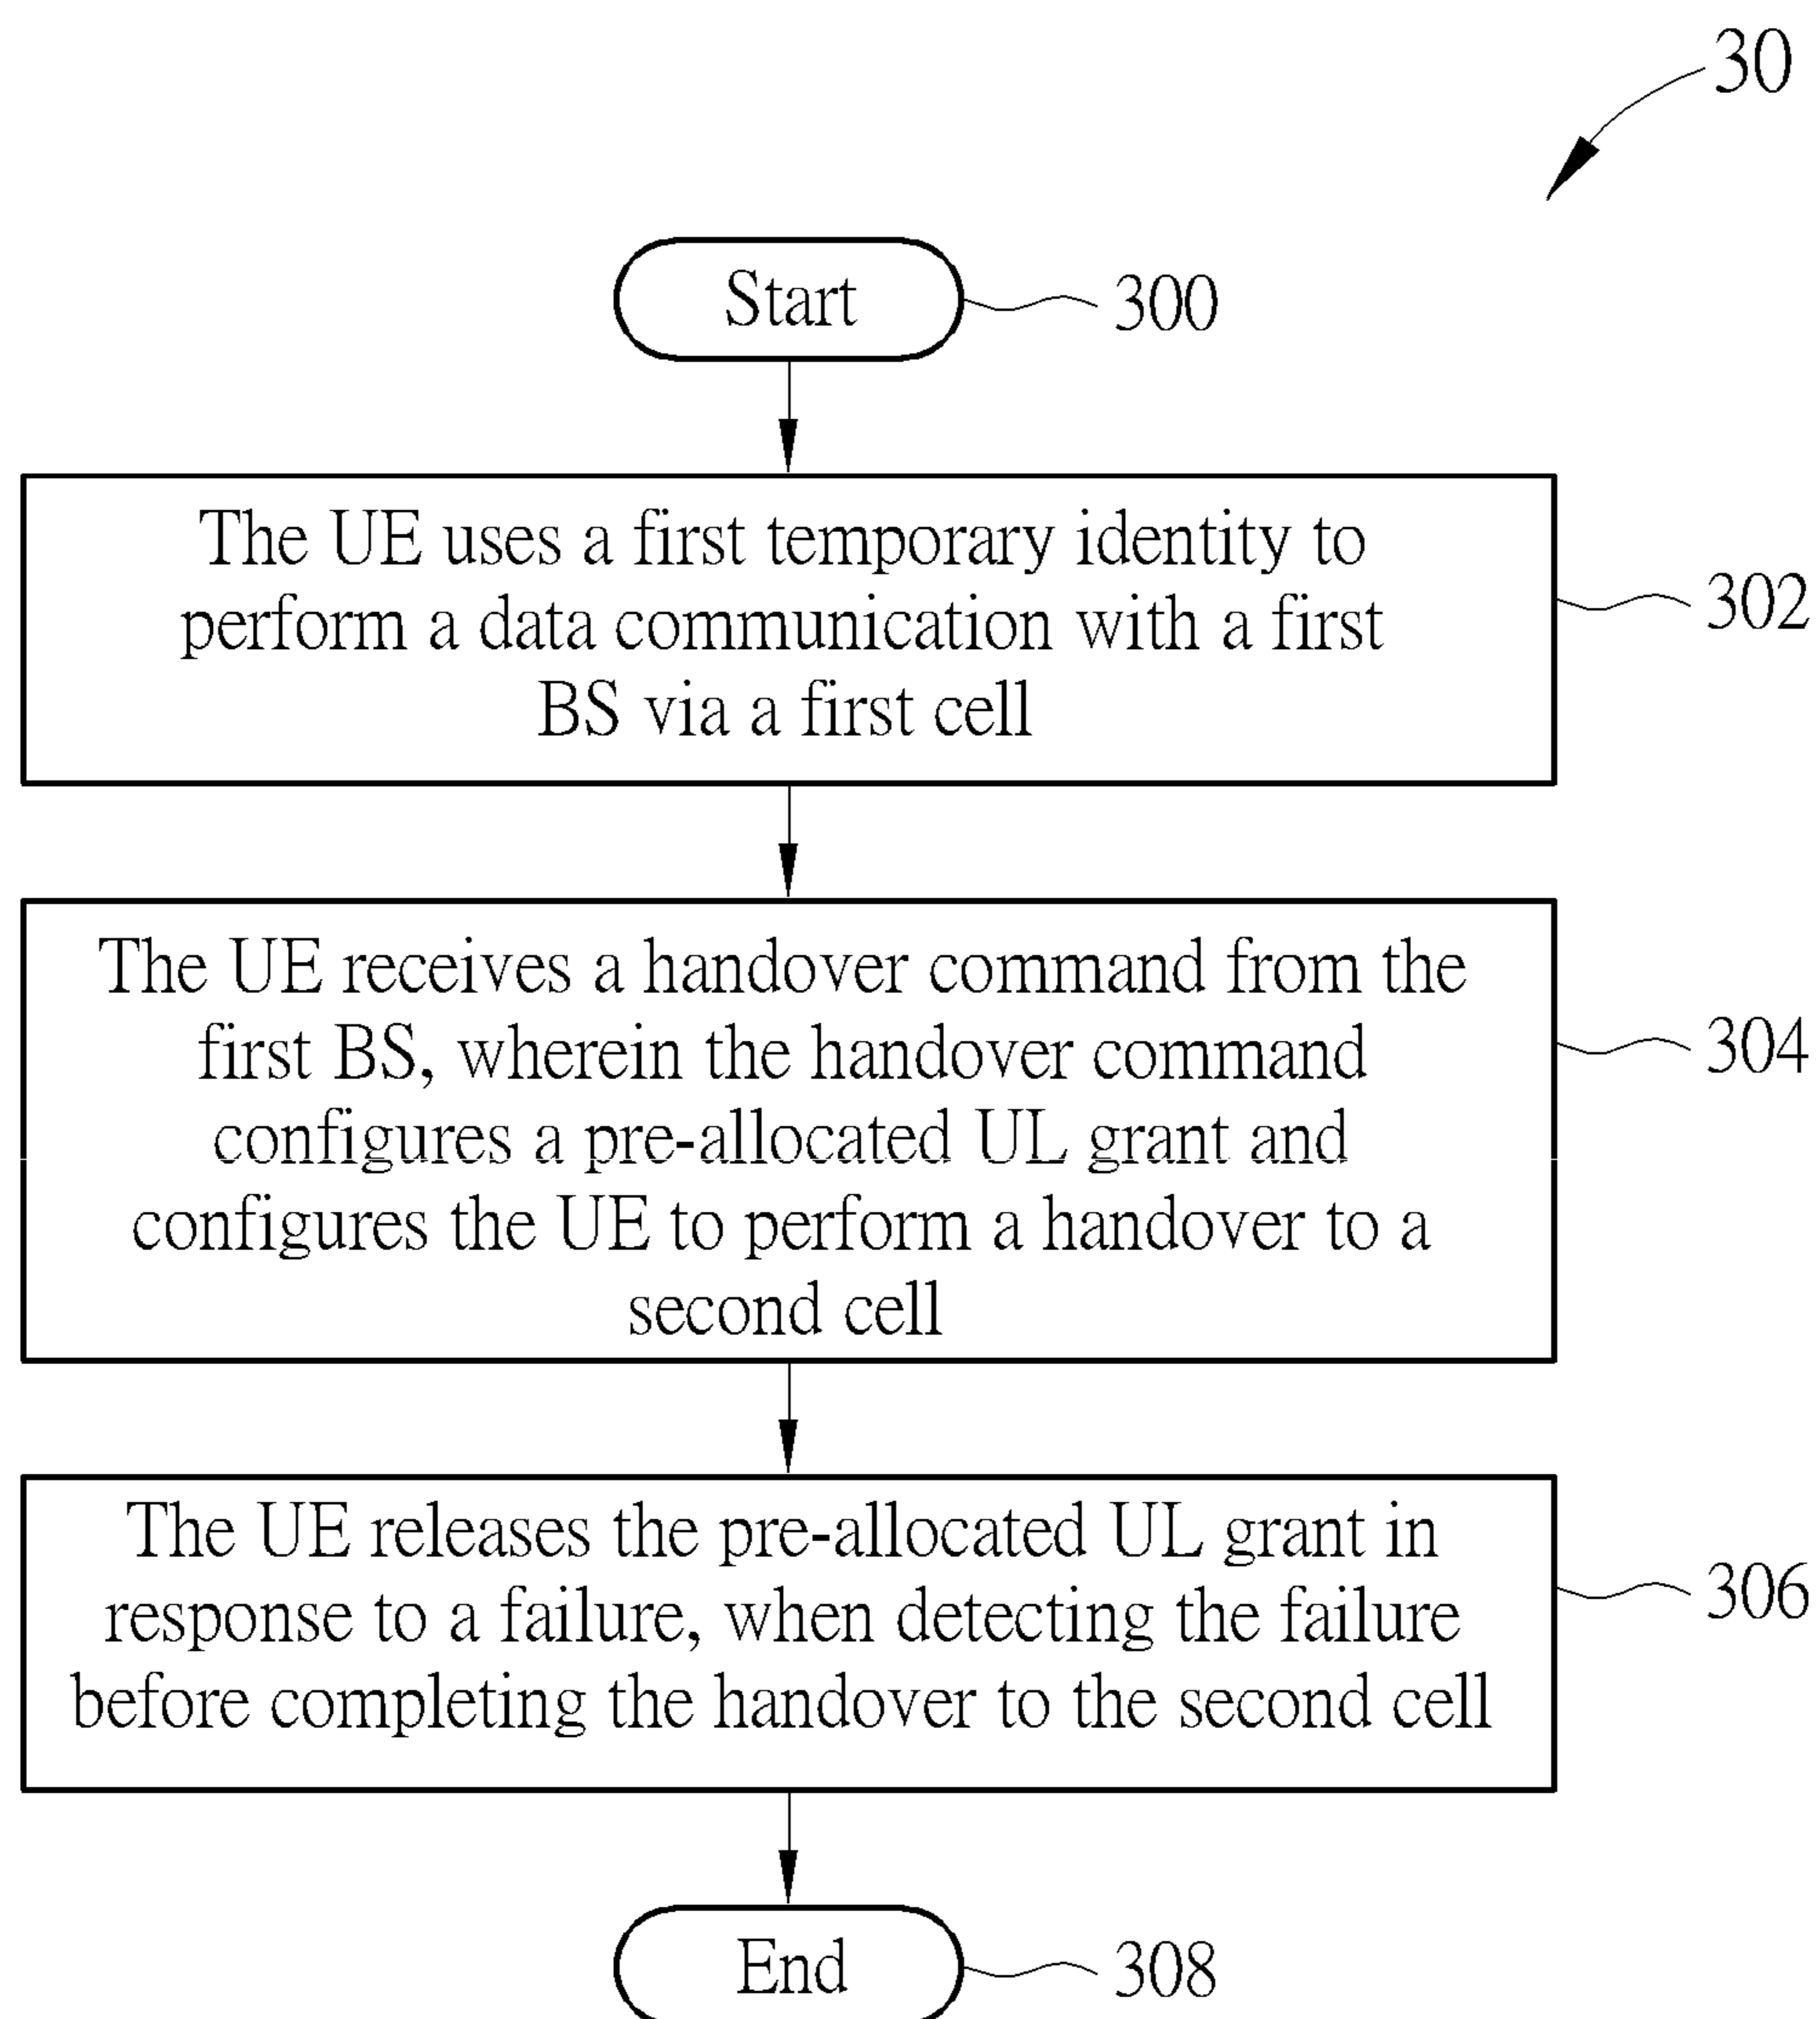 30
Start
300
The UE uses a first temporary identity to
perform a data communication with a first
BS via a first cell
302
The UE receives a handover command from the
first BS, wherein the handover command
configures a pre-allocated UL grant and
configures the UE to perform a handover to a
second cell
304
The UE releases the pre-allocated UL grant in
response to a failure, when detecting the failure
before completing the handover to the second cell
306
End
308